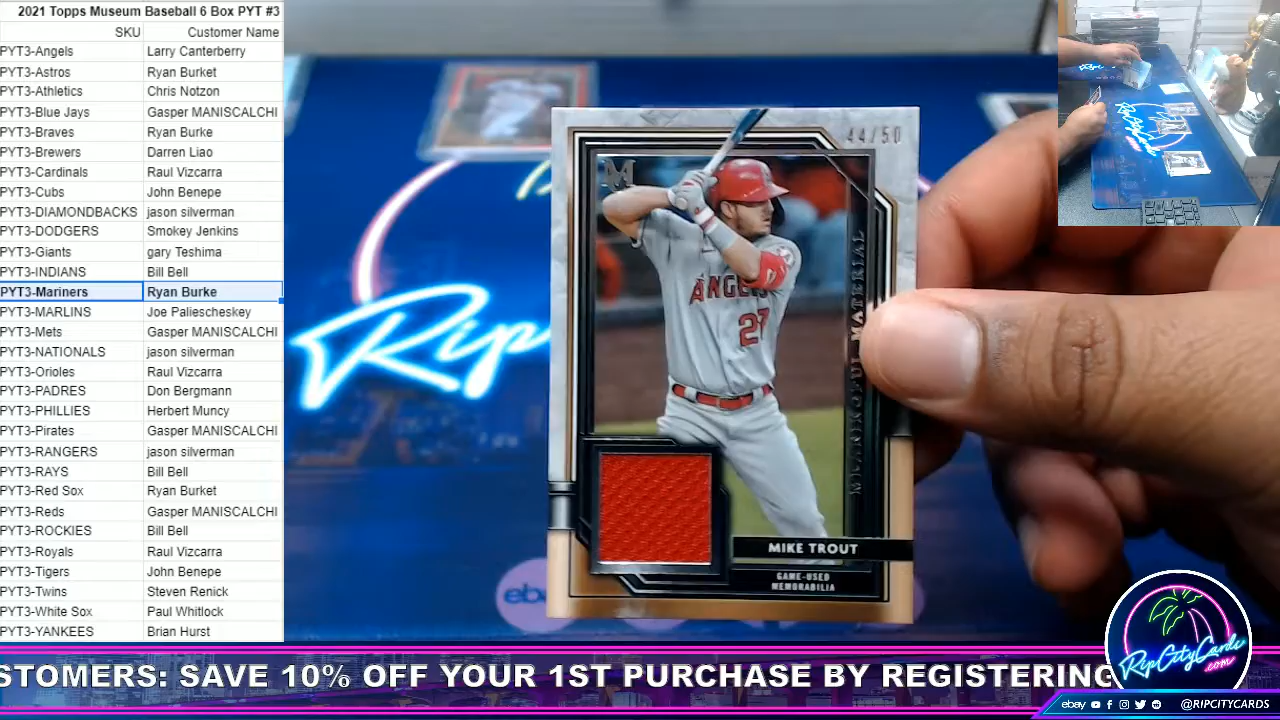 2021 Topps Museum Baseball 6 Box PYT #3
SKU Customer Name
PYT3-Angels Larry Canterberry
PYT3-Astros Ryan Burket
PYT3-Athletics Chris Notzon
PYT3-Blue Jays Gasper MANISCALCHI
PYT3-Braves Ryan Burke
PYT3-Brewers Darren Liao
PYT3-Cardinals Raul Vizcarra
PYT3-Cubs John Benepe
PYT3-DIAMONDBACKS jason silverman
PYT3-DODGERS Smokey Jenkins
PYT3-Giants gary Teshima
PYT3-INDIANS Bill Bell
PYT3-Mariners Ryan Burke
PYT3-MARLINS Joe Paliescheskey
PYT3-Mets Gasper MANISCALCHI
PYT3-NATIONALS jason silverman
PYT3-Orioles Raul Vizcarra
PYT3-PADRES Don Bergmann
PYT3-PHILLIES Herbert Muncy
PYT3-Pirates Gasper MANISCALCHI
PYT3-RANGERS jason silverman
PYT3-RAYS Bill Bell
PYT3-Red Sox Ryan Burket
PYT3-Reds Gasper MANISCALCHI
PYT3-ROCKIES Bill Bell
PYT3-Royals Raul Vizcarra
PYT3-Tigers John Benepe
PYT3-Twins Steven Renick
PYT3-White Sox Paul Whitlock
PYT3-YANKEES Brian Hurst
44/50
M
ANGELS
27
MEANINGFUL MATERIAL
MIKE TROUT
GAME-USED
MEMORABILIA
Rip
eb
STOMERS: SAVE 10% OFF YOUR 1ST PURCHASE BY REGISTERING
RipCityCards
.com
ebay @RIPCITYCARDS